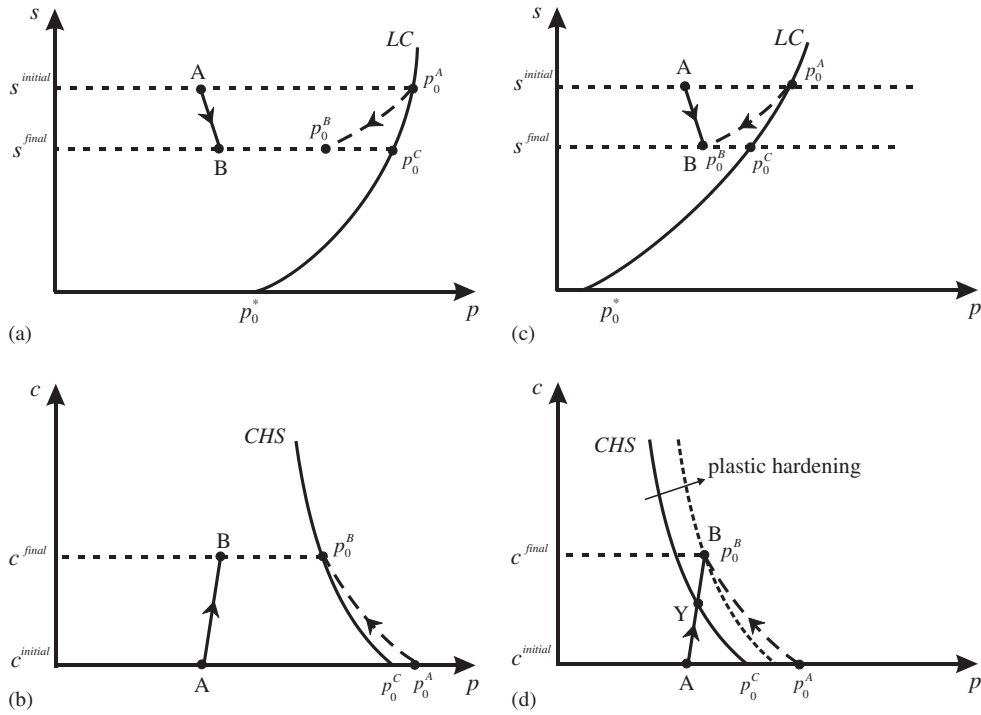 s
LC
s^initial
A
p_0^A
p_0^B
s^final
B
p_0^C
p_0^*
p
(a)
s
LC
A
p_0^A
s^initial
s^final
B
p_0^B
p_0^C
p_0^*
p
(c)
c
CHS
B
p_0^B
c^final
c^initial
A
p_0^C
p_0^A
p
(b)
c
CHS
plastic hardening
B
p_0^B
c^final
Y
c^initial
A
p_0^C
p_0^A
p
(d)